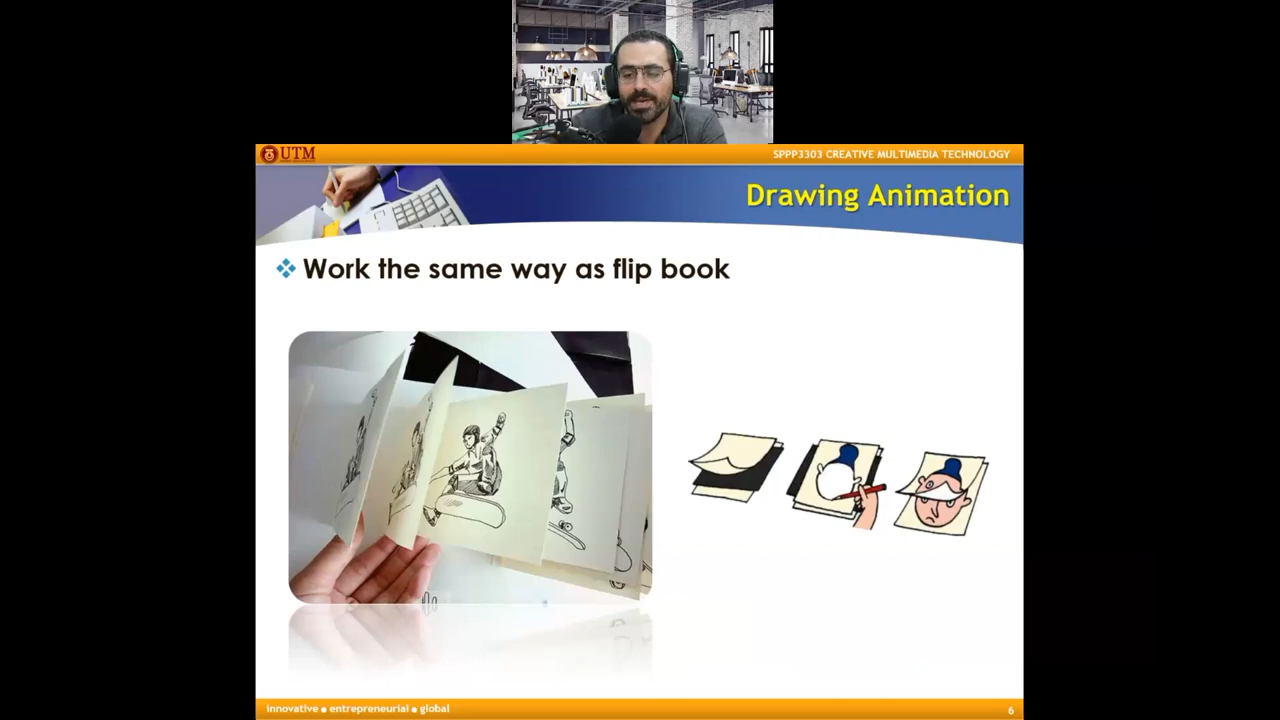 UTM
SPPP3303 CREATIVE MULTIMEDIA TECHNOLOGY
Drawing Animation
Work the same way as flip book
innovative ● entrepreneurial ● global
6